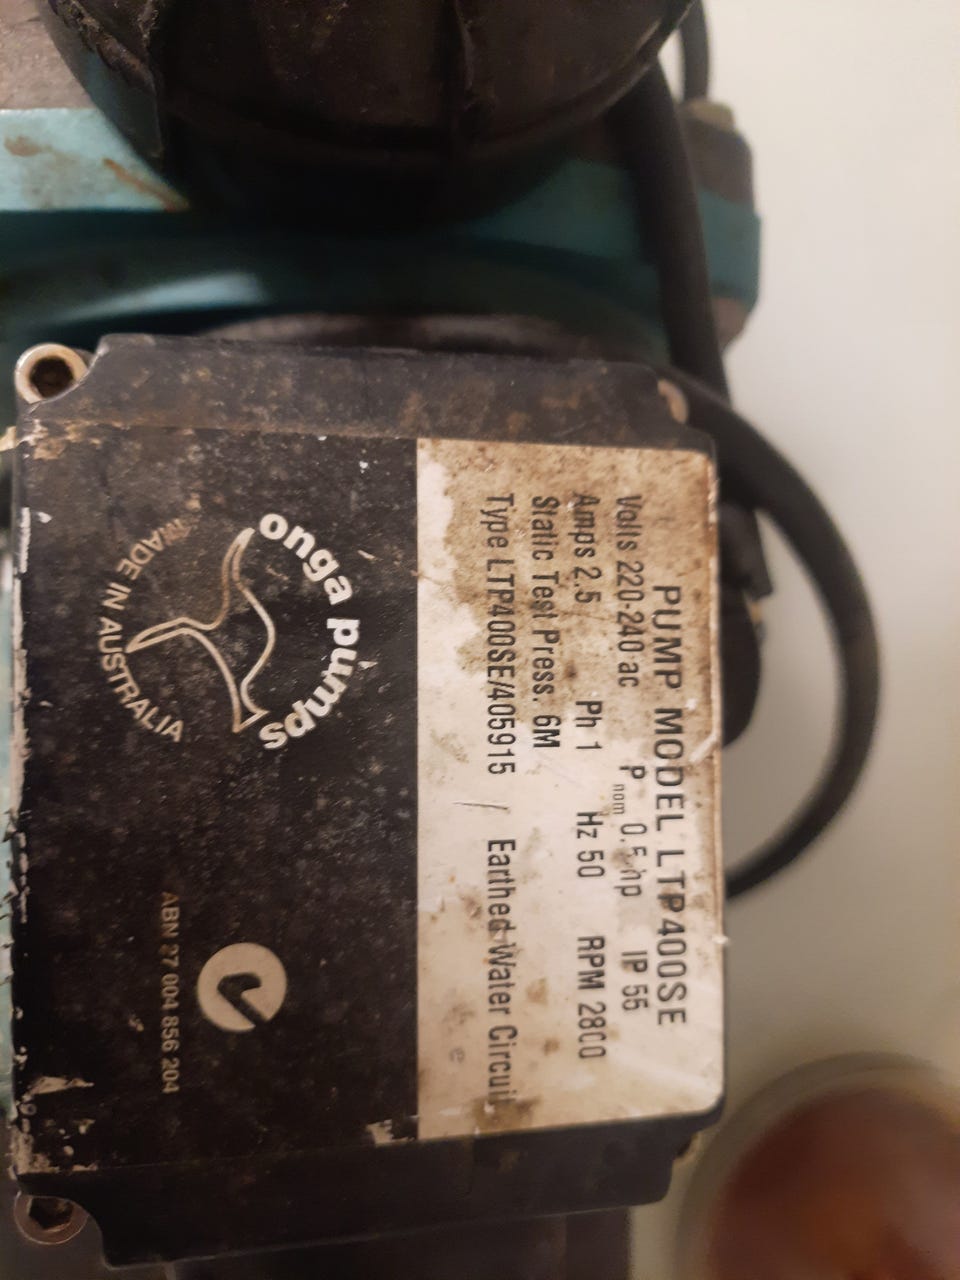 PUMP MODEL LTP400SE
Volts 220-240 ac Pnom 0.5 hp IP 55
Amps 2.5 Ph 1 Hz 50 RPM 2800
Static Test Press. 6M
Type LTP400SE/405915 / Earthed Water Circuit
onga pumps
MADE IN AUSTRALIA
ABN 27 004 856 204